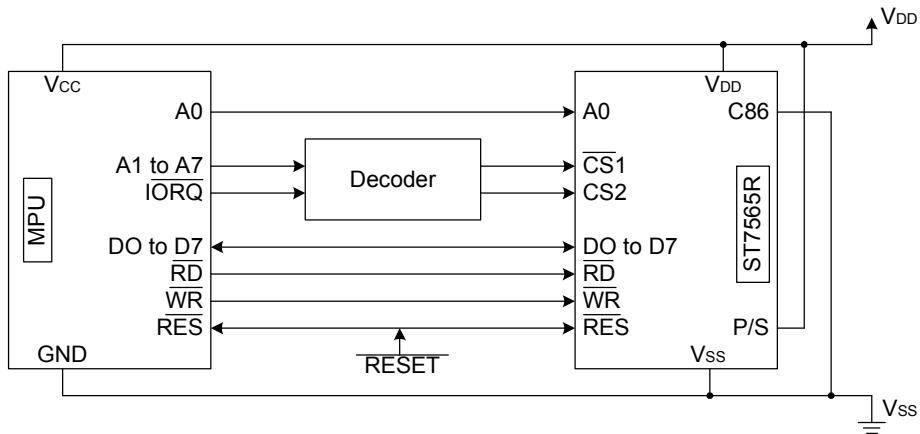 VDD
VCC
VDD
A0
A0
C86
A1 to A7
Decoder
CS1
IORQ
CS2
MPU
ST7565R
DO to D7
DO to D7
RD
RD
WR
WR
RES
RES
P/S
GND
RESET
VSS
VSS